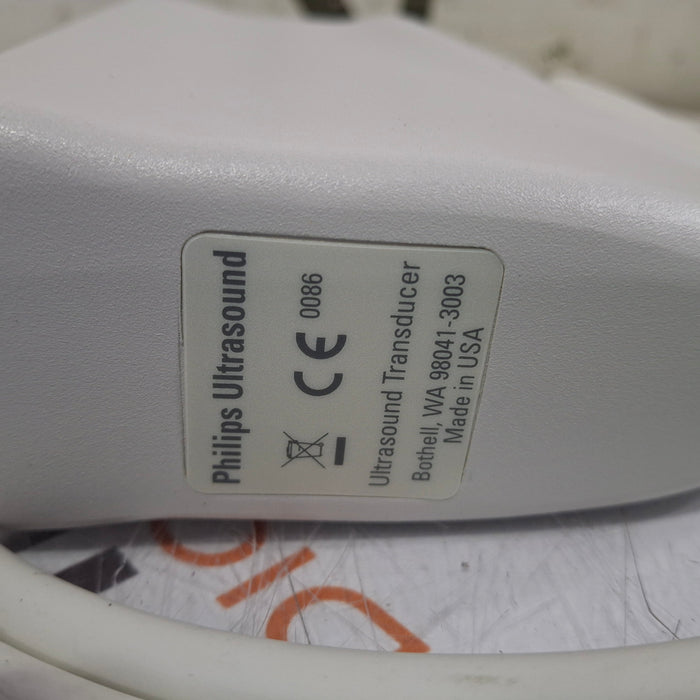 Philips Ultrasound
CE 0086
Ultrasound Transducer
Bothell, WA 98041-3003
Made in USA